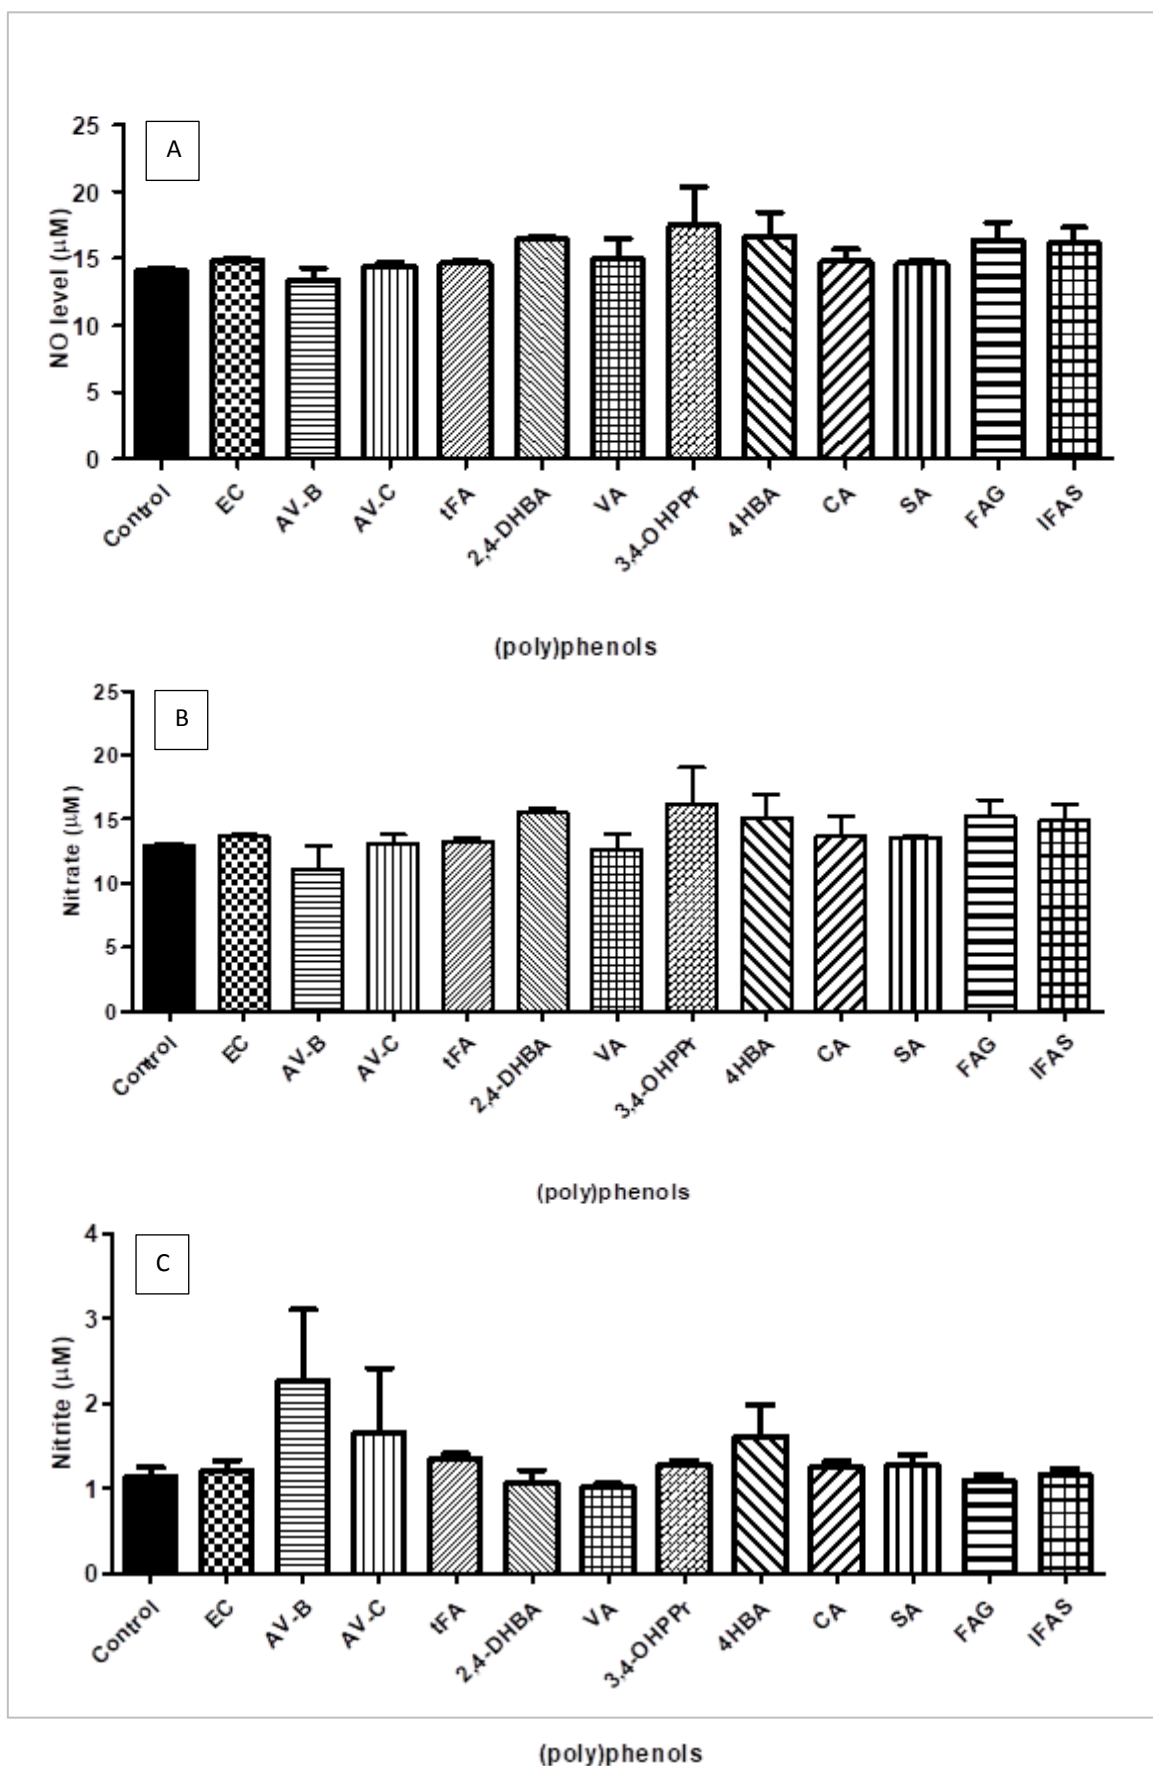 A
25
20
15
10
5
0
NO level (µM)
Control EC AV-B AV-C tFA 2,4-DHBA VA 3,4-OHPPr 4HBA CA SA FAG IFAS
(poly)phenols
B
25
20
15
10
5
0
Nitrate (µM)
Control EC AV-B AV-C tFA 2,4-DHBA VA 3,4-OHPPr 4HBA CA SA FAG IFAS
(poly)phenols
C
4
3
2
1
0
Nitrite (µM)
Control EC AV-B AV-C tFA 2,4-DHBA VA 3,4-OHPPr 4HBA CA SA FAG IFAS
(poly)phenols